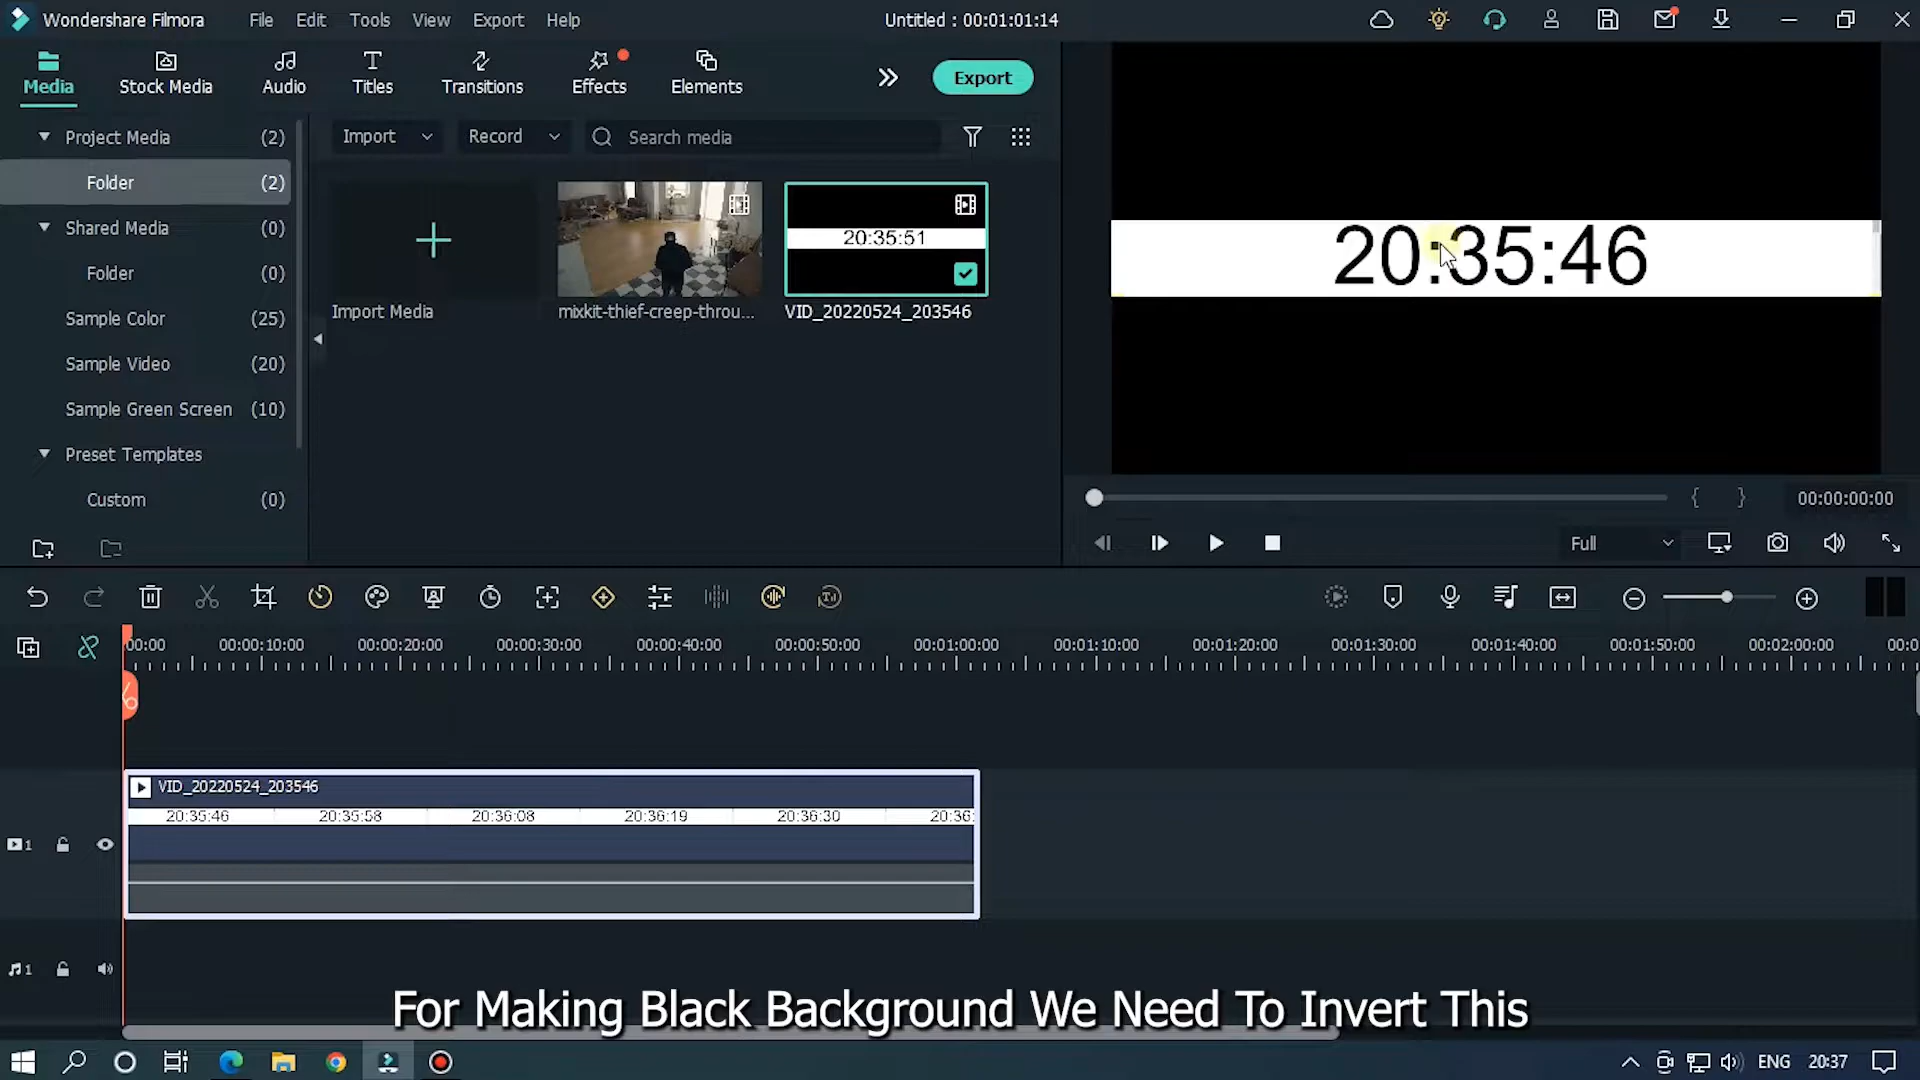 Wondershare Filmora File Edit Tools View Export Help Untitled : 00:01:01:14
Media Stock Media Audio Titles Transitions Effects Elements Export
Project Media (2)
Folder (2)
Shared Media (0)
Folder (0)
Sample Color (25)
Sample Video (20)
Sample Green Screen (10)
Preset Templates
Custom (0)
Import Record Search media
20:35:51
Import Media mixkit-thief-creep-throu... VID_20220524_203546
20:35:46
00:00:00:00
Full
00:00 00:00:10:00 00:00:20:00 00:00:30:00 00:00:40:00 00:00:50:00 00:01:00:00 00:01:10:00 00:01:20:00 00:01:30:00 00:01:40:00 00:01:50:00 00:02:00:00 00:0
VID_20220524_203546
20:35:46 20:35:58 20:36:08 20:36:19 20:36:30 20:36:
1
1
For Making Black Background We Need To Invert This
ENG 20:37